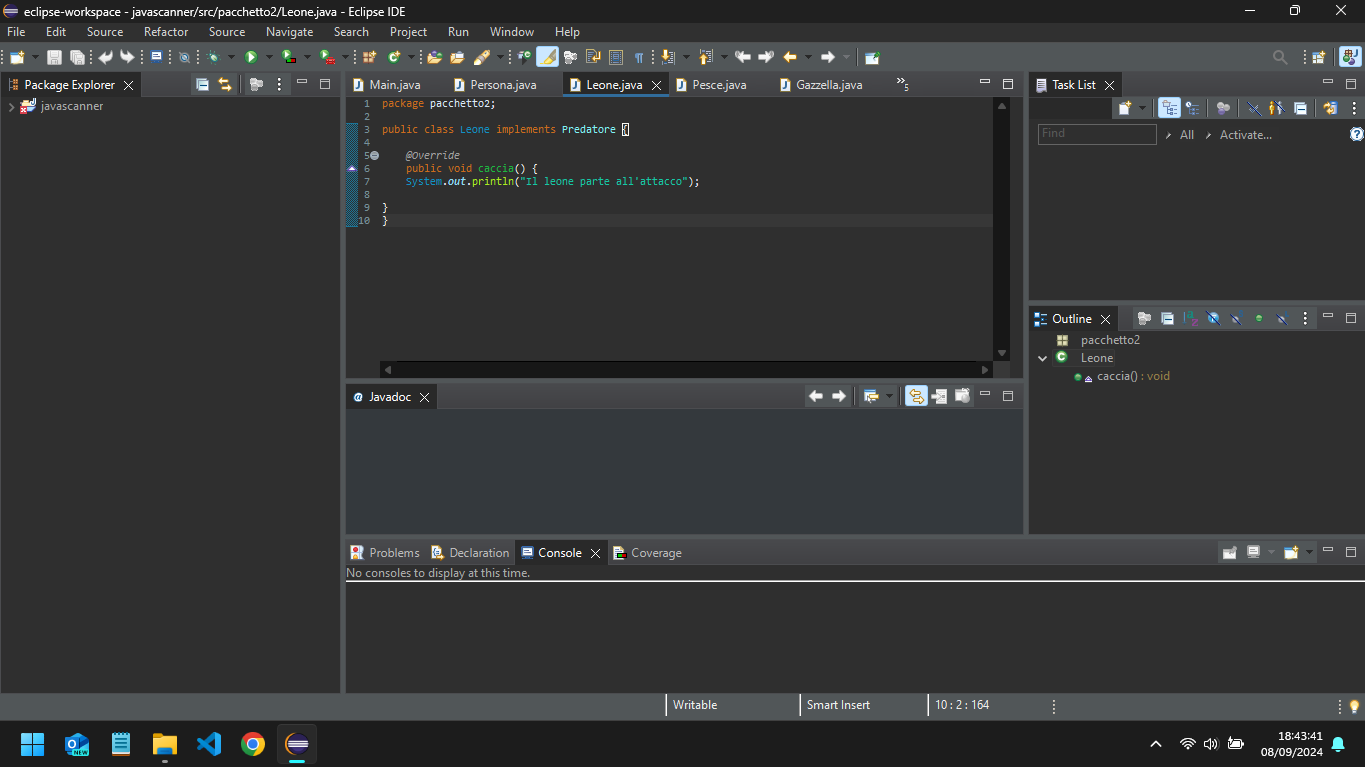 eclipse-workspace - javascanner/src/pacchetto2/Leone.java - Eclipse IDE
File Edit Source Refactor Source Navigate Search Project Run Window Help
Package Explorer
javascanner
Main.java Persona.java Leone.java Pesce.java Gazzella.java »5
1 package pacchetto2;
2
3 public class Leone implements Predatore {
4
5 @Override
6 public void caccia() {
7 System.out.println("Il leone parte all'attacco");
8
9 }
10 }
Task List
Find All Activate...
Outline
pacchetto2
Leone
caccia() : void
@ Javadoc
Problems Declaration Console Coverage
No consoles to display at this time.
Writable Smart Insert 10 : 2 : 164
NEW
18:43:41
08/09/2024